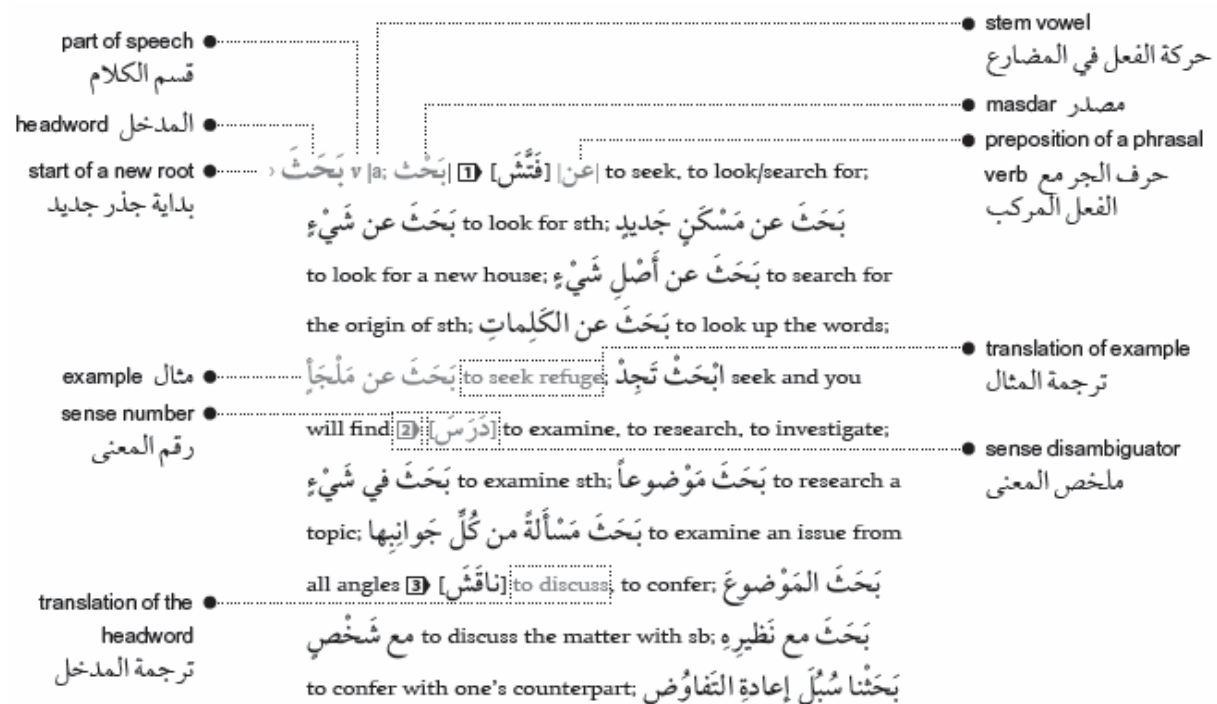 part of speech
قسم الكلام
headword المدخل
start of a new root
بداية جذر جديد
example مثال
sense number
رقم المعنى
translation of the
headword
ترجمة المدخل
stem vowel
حركة الفعل في المضارع
masdar مصدر
preposition of a phrasal
verb حرف الجر مع
الفعل المركب
translation of example
ترجمة المثال
sense disambiguator
ملخص المعنى
› بَحَثَ v |a; بَحْث| 1 [فَتَّشَ] |عن| to seek, to look/search for;
بَحَثَ عن شَيْءٍ to look for sth; بَحَثَ عن مَسْكَنٍ جَديدٍ
to look for a new house; بَحَثَ عن أَصْلِ شَيْءٍ to search for
the origin of sth; بَحَثَ عن الكَلِماتِ to look up the words;
بَحَثَ عن مَلْجَأٍ to seek refuge; ابْحَثْ تَجِدْ seek and you
will find 2 [دَرَسَ] to examine, to research, to investigate;
بَحَثَ في شَيْءٍ to examine sth; بَحَثَ مَوْضوعاً to research a
topic; بَحَثَ مَسْأَلةً من كُلِّ جَوانِبِها to examine an issue from
all angles 3 [ناقَشَ] to discuss, to confer; بَحَثَ المَوْضوعَ
مع شَخْصٍ to discuss the matter with sb; بَحَثَ مع نَظيرِهِ
to confer with one's counterpart; بَحَثْنا سُبُلَ إعادةِ التَفاوُضِ